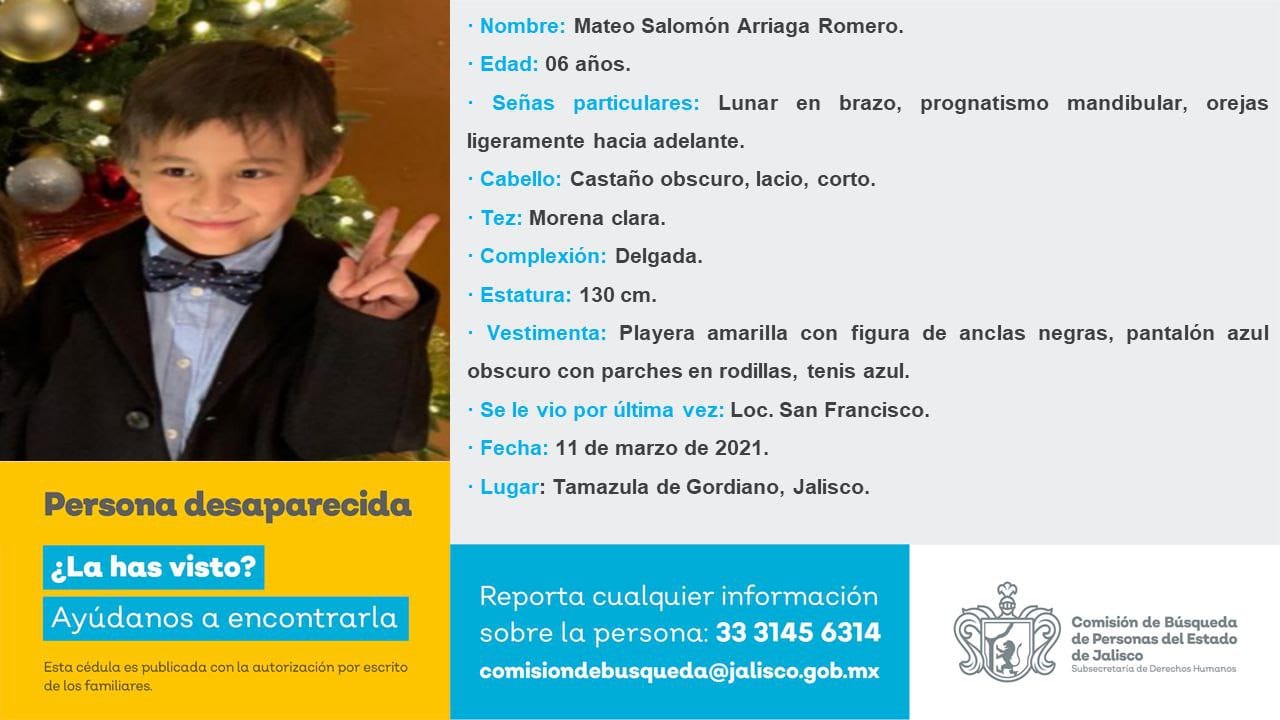 · Nombre: Mateo Salomón Arriaga Romero.
· Edad: 06 años.
· Señas particulares: Lunar en brazo, prognatismo mandibular, orejas
ligeramente hacia adelante.
· Cabello: Castaño obscuro, lacio, corto.
· Tez: Morena clara.
· Complexión: Delgada.
· Estatura: 130 cm.
· Vestimenta: Playera amarilla con figura de anclas negras, pantalón azul
obscuro con parches en rodillas, tenis azul.
· Se le vio por última vez: Loc. San Francisco.
· Fecha: 11 de marzo de 2021.
· Lugar: Tamazula de Gordiano, Jalisco.
Persona desaparecida
¿La has visto?
Ayúdanos a encontrarla
Esta cédula es publicada con la autorización por escrito
de los familiares.
Reporta cualquier información
sobre la persona: 33 3145 6314
comisiondebusqueda@jalisco.gob.mx
Comisión de Búsqueda
de Personas del Estado
de Jalisco
Subsecretaría de Derechos Humanos